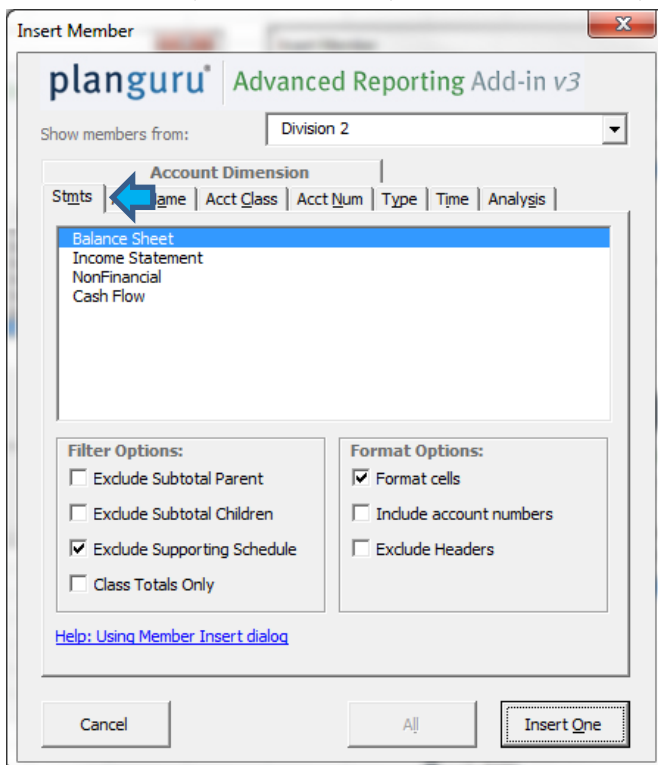 Insert Member
planguru Advanced Reporting Add-in v3
Show members from: Division 2
Account Dimension
Stmts Acct Class Acct Num Type Time Analysis
Balance Sheet
Income Statement
NonFinancial
Cash Flow
Filter Options:
Exclude Subtotal Parent
Exclude Subtotal Children
Exclude Supporting Schedule
Class Totals Only
Format Options:
Format cells
Include account numbers
Exclude Headers
Help: Using Member Insert dialog
Cancel All Insert One